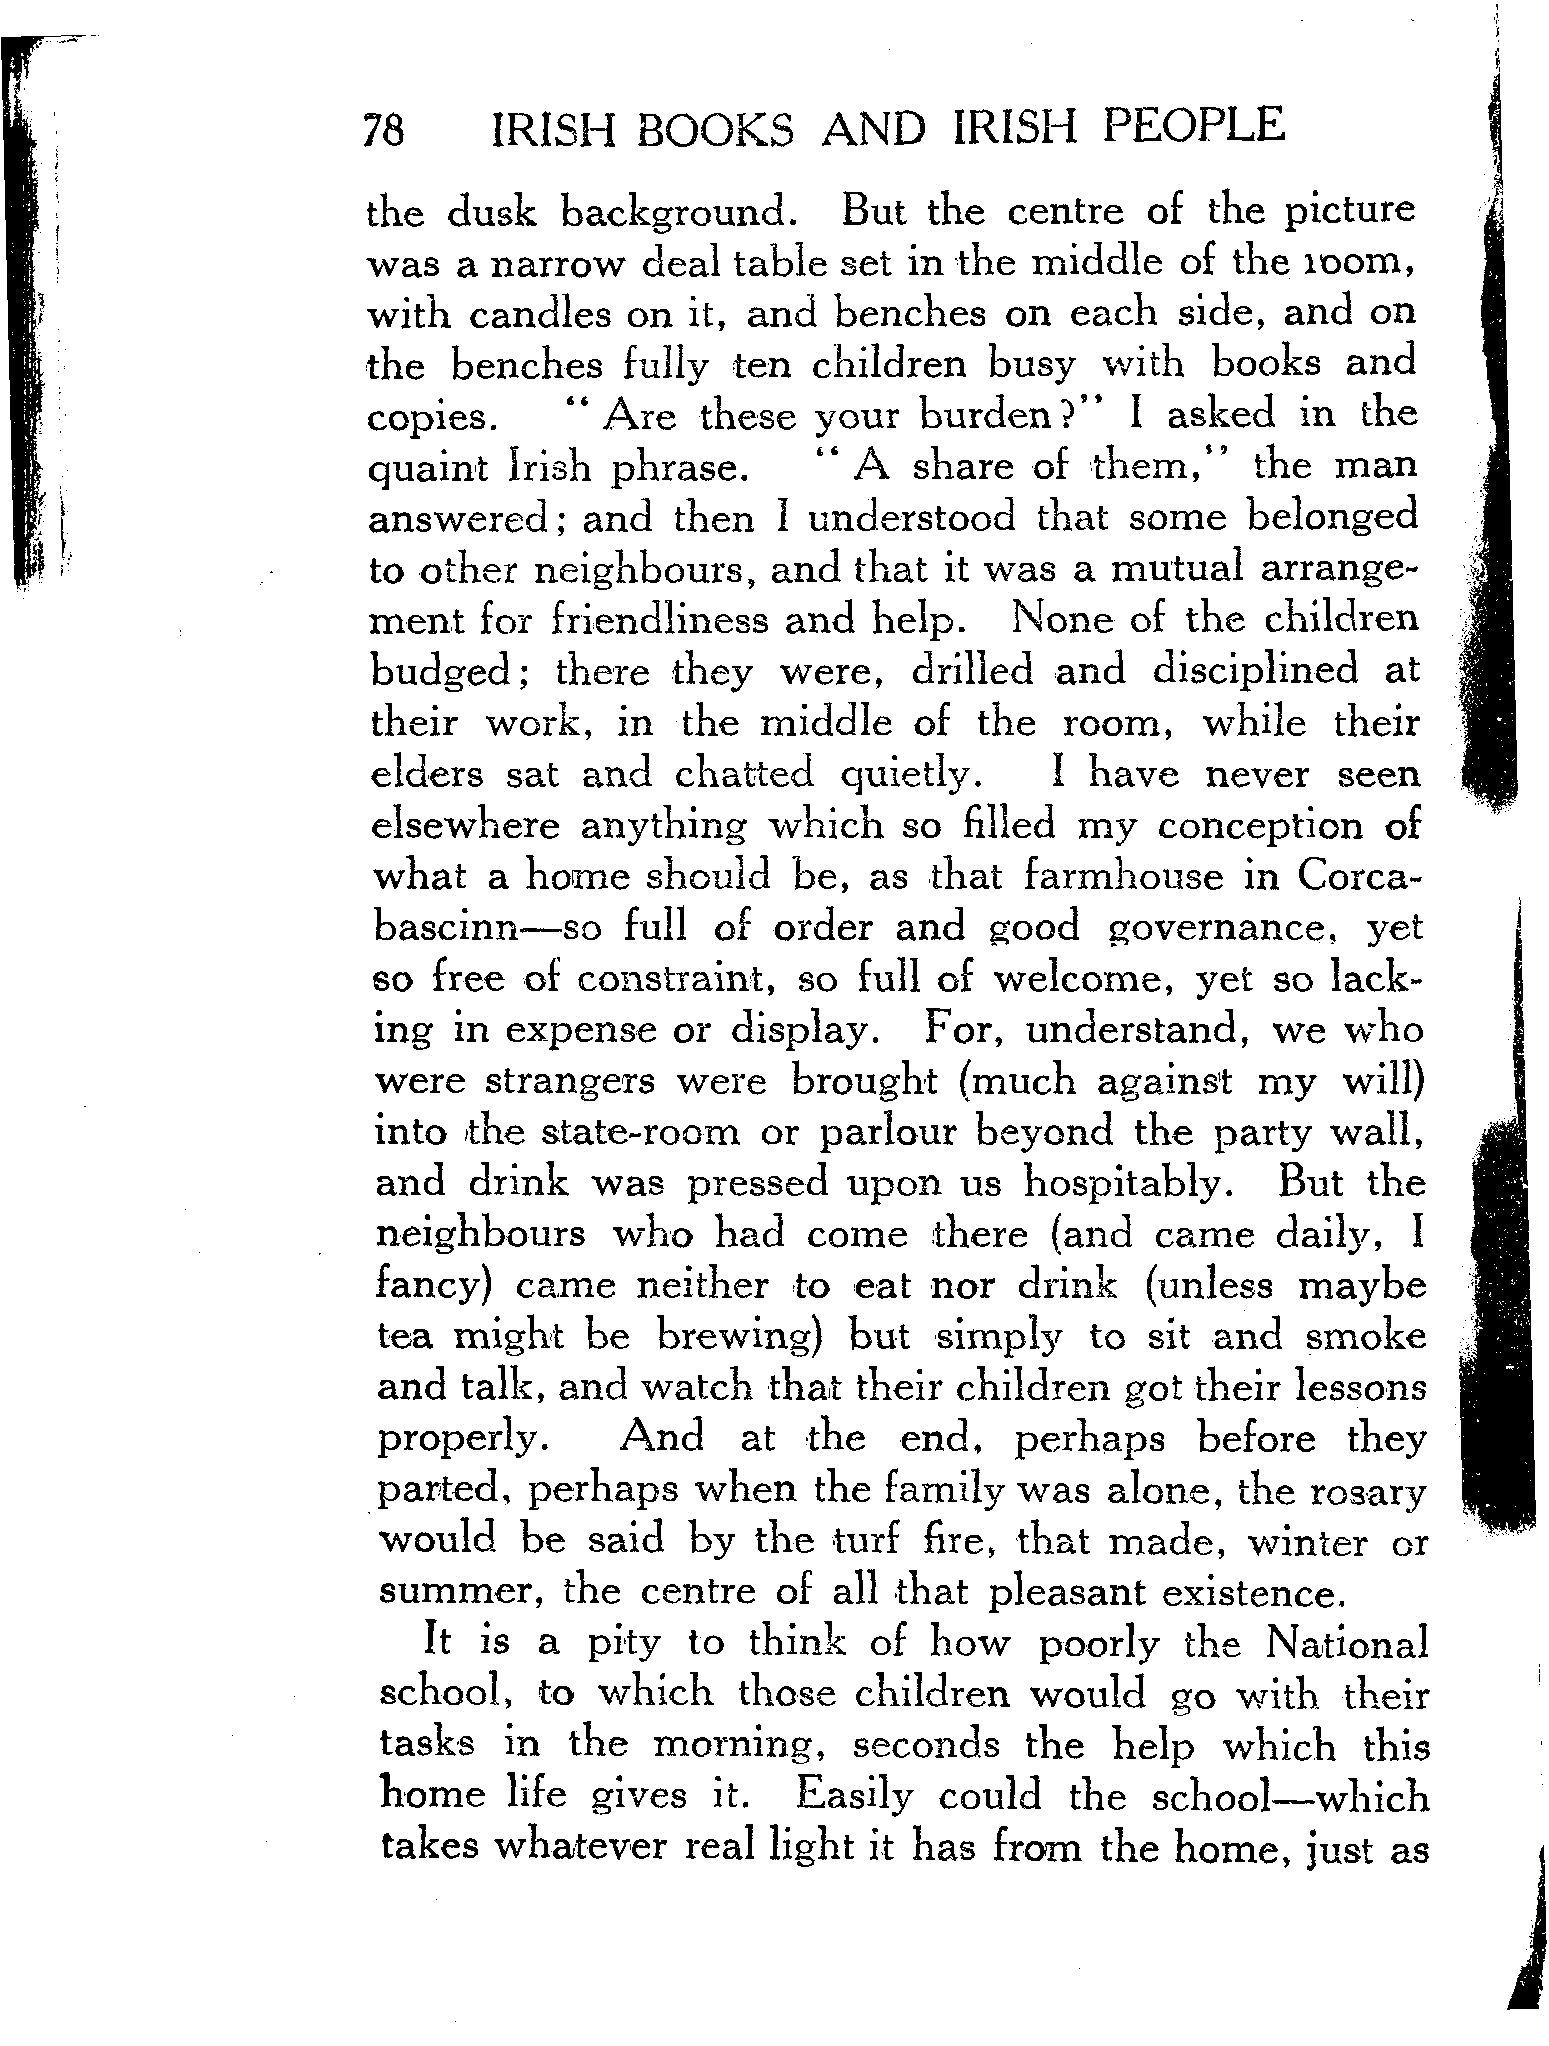 78 IRISH BOOKS AND IRISH PEOPLE
the dusk background. But the centre of the picture
was a narrow deal table set in the middle of the room,
with candles on it, and benches on each side, and on
the benches fully ten children busy with books and
copies. “Are these your burden?” I asked in the
quaint Irish phrase. “A share of them,” the man
answered; and then I understood that some belonged
to other neighbours, and that it was a mutual arrange-
ment for friendliness and help. None of the children
budged; there they were, drilled and disciplined at
their work, in the middle of the room, while their
elders sat and chatted quietly. I have never seen
elsewhere anything which so filled my conception of
what a home should be, as that farmhouse in Corca-
bascinn—so full of order and good governance, yet
so free of constraint, so full of welcome, yet so lack-
ing in expense or display. For, understand, we who
were strangers were brought (much against my will)
into the state-room or parlour beyond the party wall,
and drink was pressed upon us hospitably. But the
neighbours who had come there (and came daily, I
fancy) came neither to eat nor drink (unless maybe
tea might be brewing) but simply to sit and smoke
and talk, and watch that their children got their lessons
properly. And at the end, perhaps before they
parted, perhaps when the family was alone, the rosary
would be said by the turf fire, that made, winter or
summer, the centre of all that pleasant existence.
It is a pity to think of how poorly the National
school, to which those children would go with their
tasks in the morning, seconds the help which this
home life gives it. Easily could the school—which
takes whatever real light it has from the home, just as